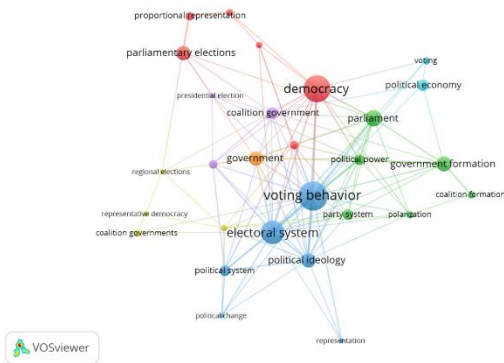 proportional representation
parliamentary elections
voting
democracy
political economy
presidential election
coalition government
parliament
government
political power
government formation
regional elections
voting behavior
coalition formation
representative democracy
party system
polarization
coalition governments
electoral system
political ideology
political system
political change
representation
VOSviewer